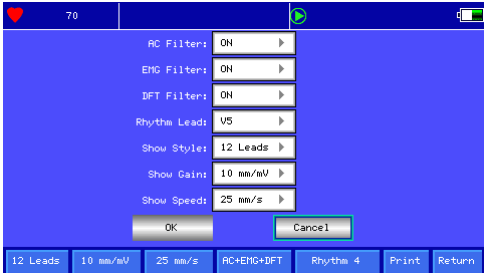 70
AC Filter: ON
EMG Filter: ON
DFT Filter: ON
Rhythm Lead: V5
Show Style: 12 Leads
Show Gain: 10 mm/mV
Show Speed: 25 mm/s
OK Cancel
12 Leads 10 mm/mV 25 mm/s AC+EMG+DFT Rhythm 4 Print Return